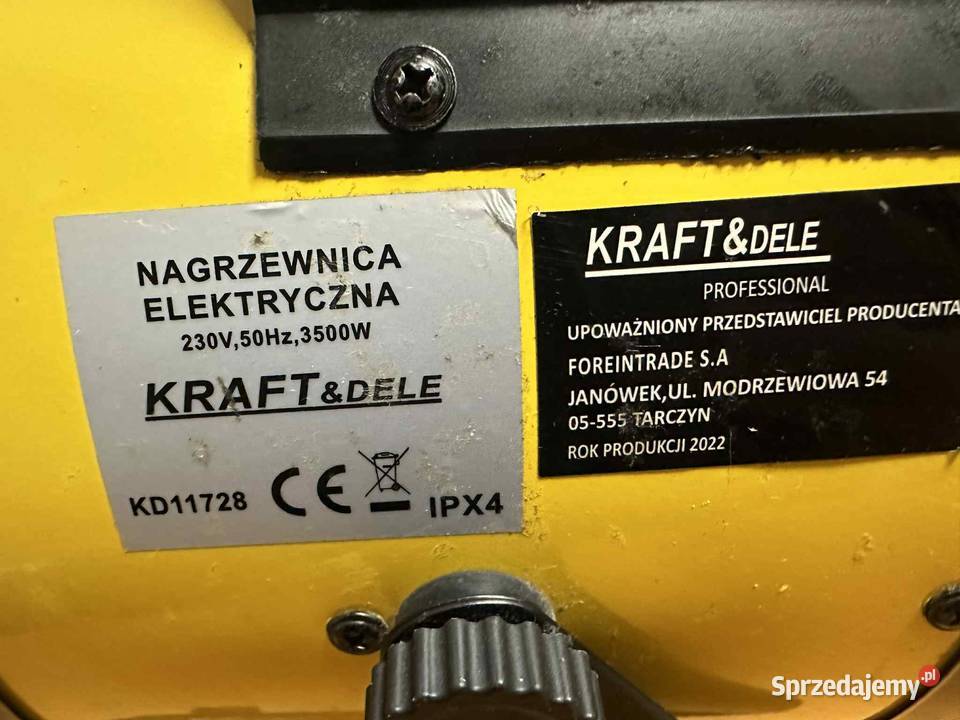 NAGRZEWNICA
ELEKTRYCZNA
230V,50Hz,3500W
KRAFT&DELE
KD11728 CE IPX4
KRAFT&DELE
PROFESSIONAL
UPOWAŻNIONY PRZEDSTAWICIEL PRODUCENTA
FOREINTRADE S.A
JANÓWEK,UL. MODRZEWIOWA 54
05-555 TARCZYN
ROK PRODUKCJI 2022
Sprzedajemy.pl